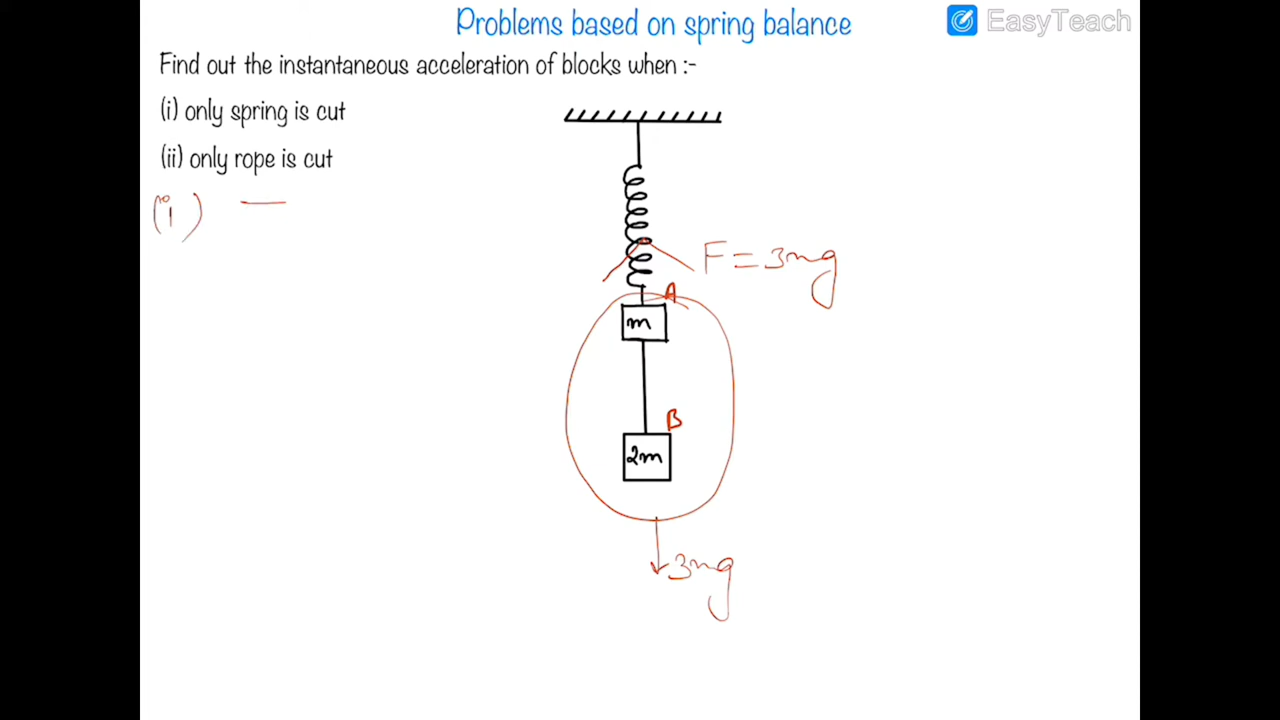 Problems based on spring balance
EasyTeach
Find out the instantaneous acceleration of blocks when :-
(i) only spring is cut
(ii) only rope is cut
(i)
F = 3mg
A
m
B
2m
3mg